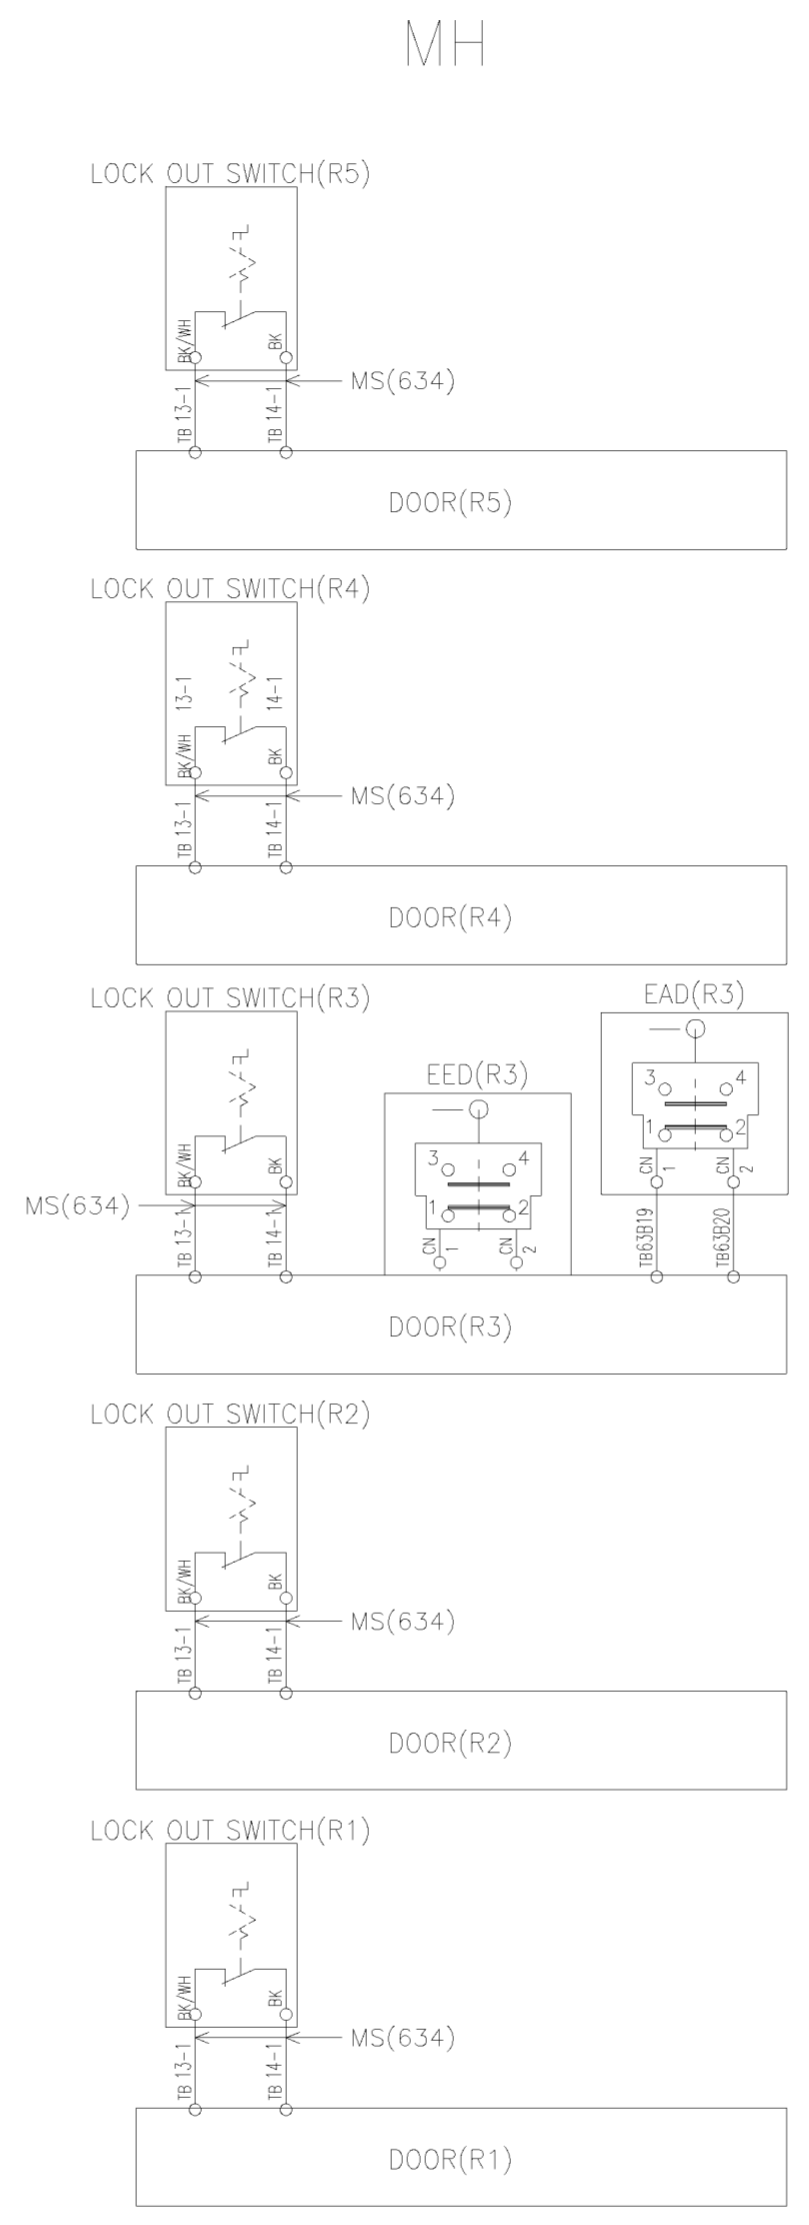 MH
LOCK OUT SWITCH(R5)
BK/WH
BK
MS(634)
TB 13-1
TB 14-1
DOOR(R5)
LOCK OUT SWITCH(R4)
13-1
14-1
BK/WH
BK
MS(634)
TB 13-1
TB 14-1
DOOR(R4)
LOCK OUT SWITCH(R3)
BK/WH
BK
MS(634)
TB 13-1
TB 14-1
EED(R3)
3
4
1
2
CN
1
CN
2
EAD(R3)
3
4
1
2
CN
1
CN
2
TB63B19
TB63B20
DOOR(R3)
LOCK OUT SWITCH(R2)
BK/WH
BK
MS(634)
TB 13-1
TB 14-1
DOOR(R2)
LOCK OUT SWITCH(R1)
BK/WH
BK
MS(634)
TB 13-1
TB 14-1
DOOR(R1)